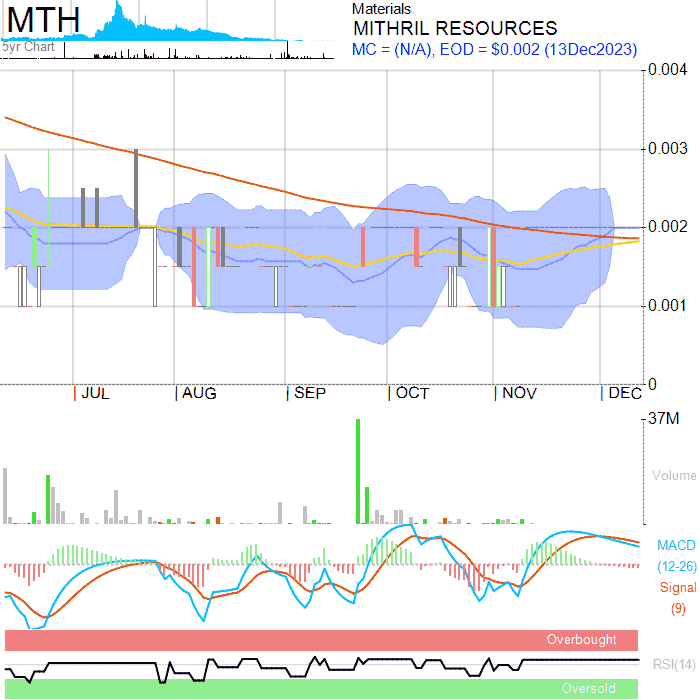 MTH
5yr Chart
Materials
MITHRIL RESOURCES
MC = (N/A), EOD = $0.002 (13Dec2023)
0.004
0.003
0.002
0.001
0
JUL
AUG
SEP
OCT
NOV
DEC
37M
Volume
MACD
(12-26)
Signal
(9)
Overbought
RSI(14)
Oversold